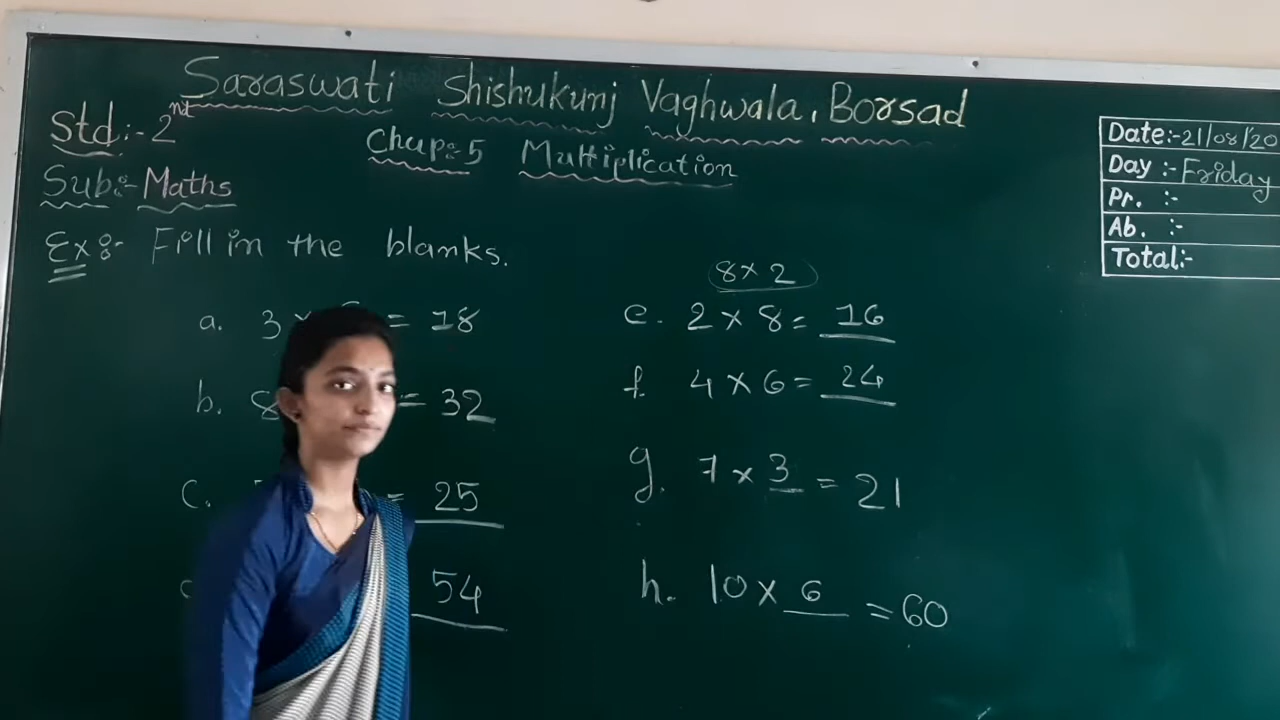 Saraswati Shishukunj Vaghwala, Borsad
Std:- 2nd
Chap:-5 Multiplication
Sub:- Maths
Date:-21/08/20
Day :-Friday
Pr. :-
Ab. :-
Total:-
Ex:- Fill in the blanks.
8×2
a. 3 × = 18
b. 8 = 32
c. = 25
54
e. 2 × 8 = 16
f. 4 × 6 = 24
g. 7 × 3 = 21
h. 10 × 6 = 60